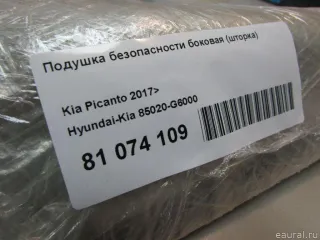 Подушка безопасности боковая (шторка)
Kia Picanto 2017>
Hyundai-Kia 85020-G6000
81 074 109
eaural.ru